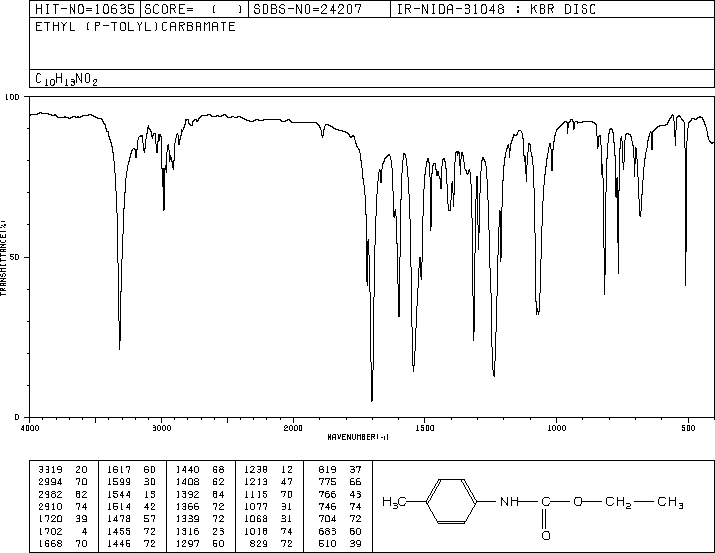 HIT-NO=10635 SCORE= ( ) SDBS-NO=24207 IR-NIDA-31048 : KBR DISC
ETHYL (P-TOLYL)CARBAMATE
C10H13NO2
100
50
0
TRANSMITTANCE(%)
4000 3000 2000 1500 1000 500
WAVENUMBER(-1)
3319 20 1617 60 1440 68 1238 12 819 37
2994 70 1599 30 1408 62 1213 47 775 66
2982 62 1544 13 1392 64 1115 70 766 43
2910 74 1514 42 1366 72 1077 31 746 74
1720 39 1478 57 1339 72 1068 31 704 72
1702 4 1455 72 1316 23 1018 74 683 60
1668 70 1446 72 1297 50 829 72 510 39
H3C NH C O CH2 CH3
O